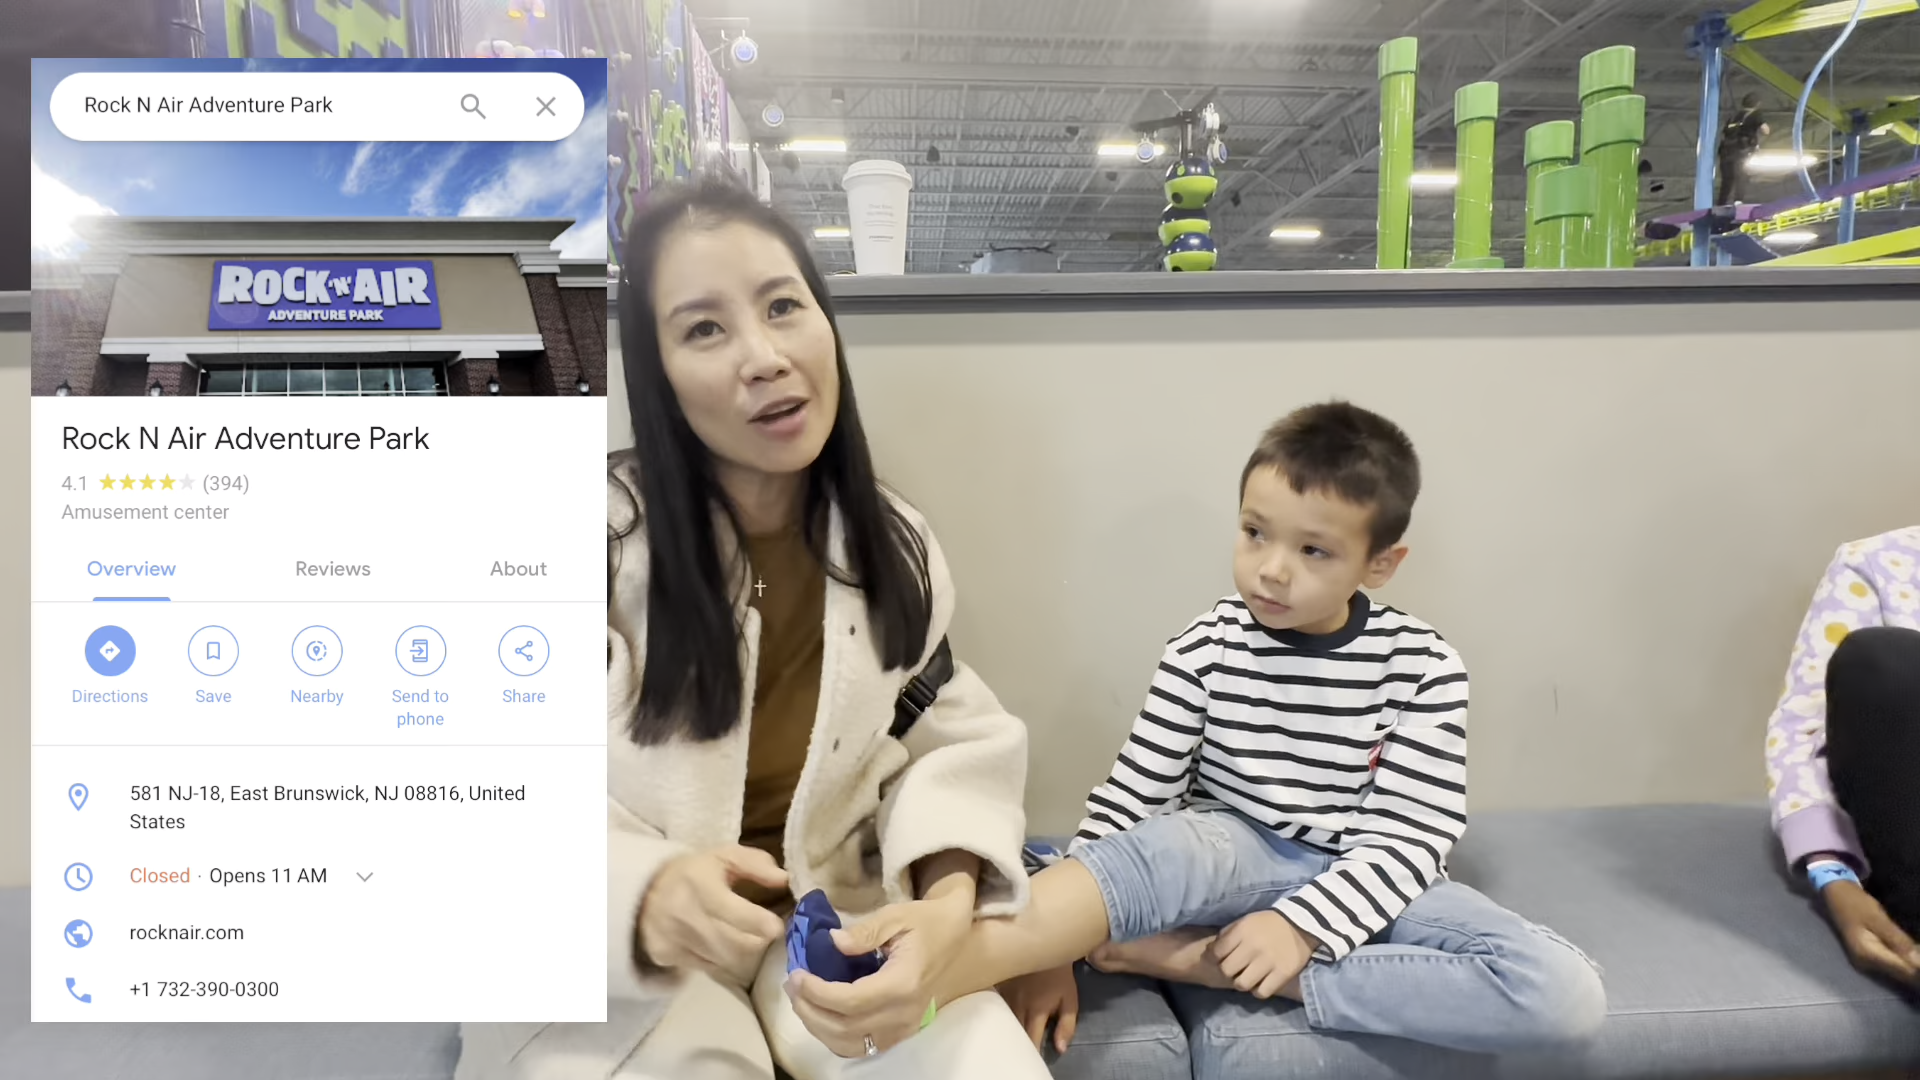 Rock N Air Adventure Park
ROCK 'N' AIR
ADVENTURE PARK
Rock N Air Adventure Park
4.1 (394)
Amusement center
Overview Reviews About
Directions Save Nearby Send to phone Share
581 NJ-18, East Brunswick, NJ 08816, United
States
Closed · Opens 11 AM
rocknair.com
+1 732-390-0300